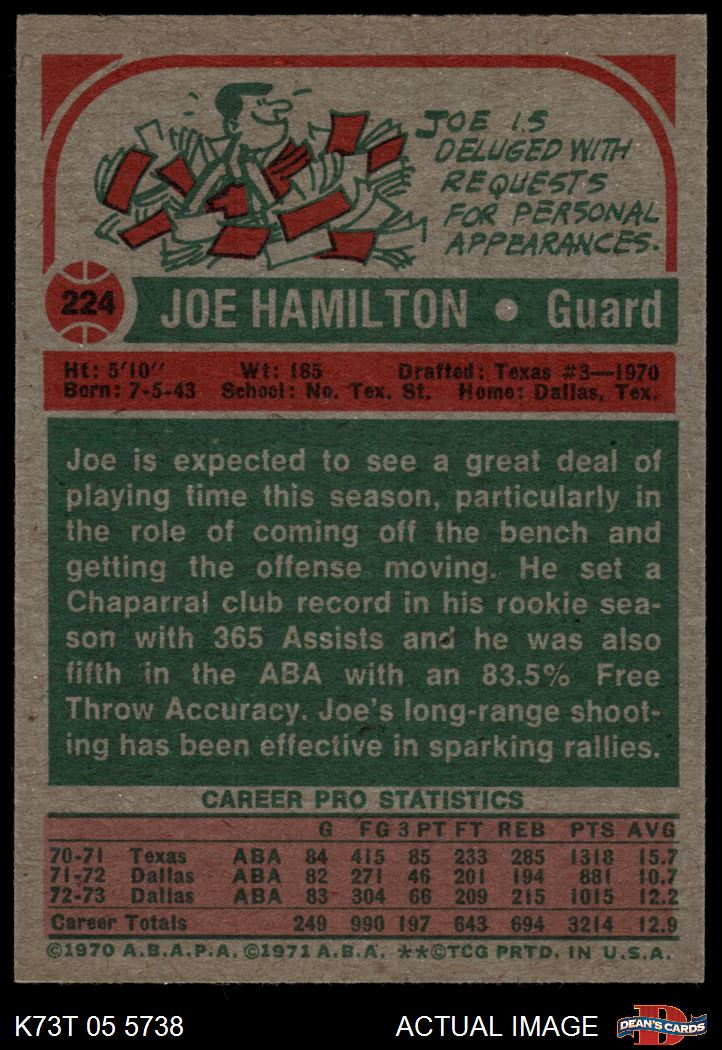 JOE IS
DELUGED WITH
REQUESTS
FOR PERSONAL
APPEARANCES.
224 JOE HAMILTON • Guard
Ht: 5'10" Wt: 185 Drafted: Texas #3—1970
Born: 7-5-43 School: No. Tex. St. Home: Dallas, Tex.
Joe is expected to see a great deal of
playing time this season, particularly in
the role of coming off the bench and
getting the offense moving. He set a
Chaparral club record in his rookie sea-
son with 365 Assists and he was also
fifth in the ABA with an 83.5% Free
Throw Accuracy. Joe's long-range shoot-
ing has been effective in sparking rallies.
CAREER PRO STATISTICS
G FG 3 PT FT REB PTS AVG
70-71 Texas ABA 84 415 85 233 285 1318 15.7
71-72 Dallas ABA 82 271 46 201 194 881 10.7
72-73 Dallas ABA 83 304 66 209 215 1015 12.2
Career Totals 249 990 197 643 694 3214 12.9
©1970 A.B.A.P.A. ©1971 A.B.A. **©TCG PRTD. IN U.S.A.
K73T 05 5738 ACTUAL IMAGE D DEAN'S CARDS